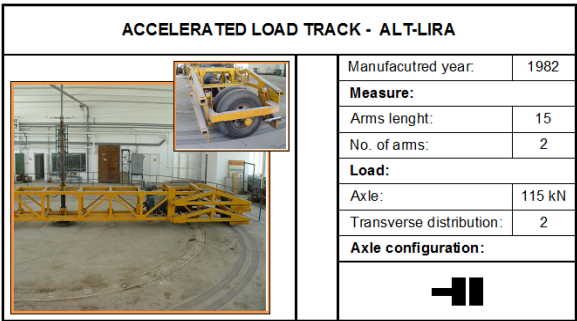 ACCELERATED LOAD TRACK - ALT-LIRA
Manufacutred year: 1982
Measure:
Arms lenght: 15
No. of arms: 2
Load:
Axle: 115 kN
Transverse distribution: 2
Axle configuration: